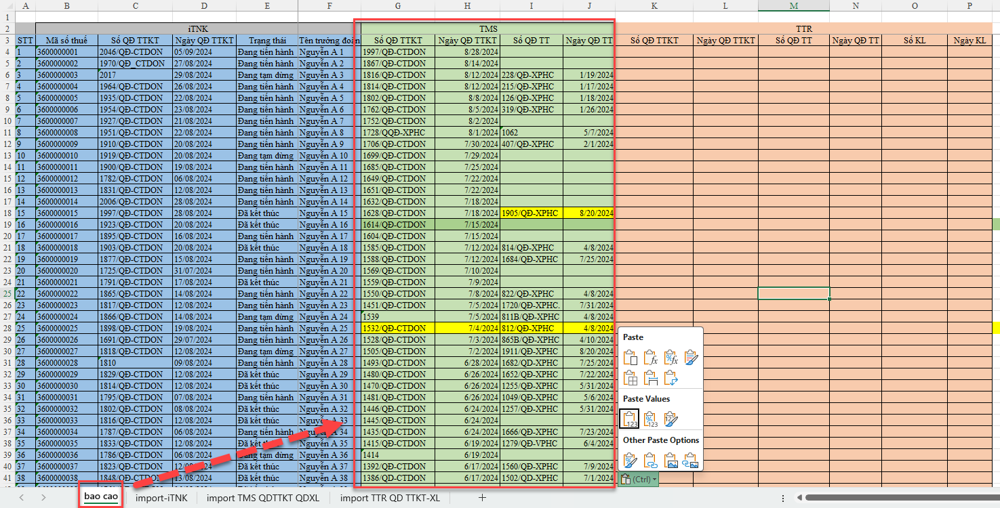 A B C D E F G H I J K L M N O P
1
2 iTNK TMS TTR
3 STT Mã số thuế Số QĐ TTKT Ngày QĐ TTKT Trạng thái Tên trưởng đoàn Số QĐ TTKT Ngày QĐ TTKT Số QĐ TT Ngày QĐ TT Số QĐ TTKT Ngày QĐ TTKT Số QĐ TT Ngày QĐ TT Số KL Ngày KL
4 1 3600000001 2046/QĐ-CTDON 05/09/2024 Đang tiến hành Nguyễn A 1 1997/QĐ-CTDON 8/28/2024
5 2 3600000002 1970/QĐ_CTDON 27/08/2024 Đang tiến hành Nguyễn A 2 1867/QĐ-CTDON 8/14/2024
6 3 3600000003 2017 29/08/2024 Đang tạm dừng Nguyễn A 3 1816/QĐ-CTDON 8/12/2024 228/QĐ-XPHC 1/19/2024
7 4 3600000004 1964/QĐ-CTDON 26/08/2024 Đang tiến hành Nguyễn A 4 1814/QĐ-CTDON 8/12/2024 215/QĐ-XPHC 1/17/2024
8 5 3600000005 1935/QD-CTDON 22/08/2024 Đang tiến hành Nguyễn A 5 1802/QĐ-CTDON 8/8/2024 126/QĐ-XPHC 1/18/2024
9 6 3600000006 1954/QĐ-CTDON 23/08/2024 Đang tiến hành Nguyễn A 6 1762/QĐ-CTDON 8/5/2024 319/QĐ-XPHC 1/26/2024
10 7 3600000007 1927/QĐ-CTDON 21/08/2024 Đang tiến hành Nguyễn A 7 1752/QĐ-CTDON 8/2/2024
11 8 3600000008 1951/QĐ-CTDON 22/08/2024 Đang tiến hành Nguyễn A 8 1728/QQĐ-XPHC 8/1/2024 1062 5/7/2024
12 9 3600000009 1910/QĐ-CTDON 20/08/2024 Đang tiến hành Nguyễn A 9 1706/QĐ-CTDON 7/30/2024 407/QĐ-XPHC 2/1/2024
13 10 3600000010 1919/QĐ-CTDON 20/08/2024 Đang tạm dừng Nguyễn A 10 1699/QĐ-CTDON 7/29/2024
14 11 3600000011 1900/QĐ-CTDON 19/08/2024 Đang tiến hành Nguyễn A 11 1685/QĐ-CTDON 7/25/2024
15 12 3600000012 1782/QĐ-CTDON 06/08/2024 Đang tiến hành Nguyễn A 12 1649/QĐ-CTDON 7/22/2024
16 13 3600000013 1831/QĐ-CTDON 12/08/2024 Đang tiến hành Nguyễn A 13 1651/QĐ-CTDON 7/22/2024
17 14 3600000014 2006/QĐ-CTDON 28/08/2024 Đang tiến hành Nguyễn A 14 1632/QĐ-CTDON 7/18/2024
18 15 3600000015 1997/QĐ-CTDON 28/08/2024 Đã kết thúc Nguyễn A 15 1628/QĐ-CTDON 7/18/2024 1905/QĐ-XPHC 8/20/2024
19 16 3600000016 1923/QĐ-CTDON 20/08/2024 Đã kết thúc Nguyễn A 16 1614/QĐ-CTDON 7/15/2024
20 17 3600000017 1895/QĐ-CTDON 16/08/2024 Đang tiến hành Nguyễn A 17 1604/QĐ-CTDON 7/15/2024
21 18 3600000018 1903/QĐ-CTDON 20/08/2024 Đã kết thúc Nguyễn A 18 1585/QĐ-CTDON 7/12/2024 814/QĐ-XPHC 4/8/2024
22 19 3600000019 1877/QĐ-CTDON 15/08/2024 Đang tiến hành Nguyễn A 19 1588/QĐ-CTDON 7/12/2024 1684/QĐ-XPHC 7/25/2024
23 20 3600000020 1725/QĐ-CTDON 31/07/2024 Đang tiến hành Nguyễn A 20 1569/QĐ-CTDON 7/10/2024
24 21 3600000021 1791/QĐ-CTDON 17/08/2024 Đã kết thúc Nguyễn A 21 1559/QĐ-CTDON 7/9/2024
25 22 3600000022 1865/QĐ-CTDON 14/08/2024 Đang tiến hành Nguyễn A 22 1550/QĐ-CTDON 7/8/2024 822/QĐ-XPHC 4/8/2024
26 23 3600000023 1817/QĐ-CTDON 12/08/2024 Đang tiến hành Nguyễn A 23 1451/QĐ-CTDON 7/5/2024 1720/QĐ-XPHC. 7/31/2024
27 24 3600000024 1866/QĐ-CTDON 14/08/2024 Đang tạm dừng Nguyễn A 24 1539 7/5/2024 811B/QĐ-XPHC 4/8/2024
28 25 3600000025 1898/QĐ-CTDON 19/08/2024 Đang tiến hành Nguyễn A 25 1532/QĐ-CTDON 7/4/2024 812/QĐ-XPHC 4/8/2024
29 26 3600000026 1691/QĐ-CTDON 29/07/2024 Đang tiến hành Nguyễn A 26 1528/QĐ-CTDON 7/3/2024 865B/QĐ-XPHC 4/10/2024
30 27 3600000027 1818/QĐ-CTDON 12/08/2024 Đang tạm dừng Nguyễn A 27 1505/QĐ-CTDON 7/2/2024 1911/QĐ-XPHC 8/20/2024
31 28 3600000028 1810 09/08/2024 Đang tiến hành Nguyễn A 28 1493/QD-CTDON 6/28/2024 1682/QD-XPHC 7/25/2024
32 29 3600000029 1829/QĐ-CTDON 12/08/2024 Đã kết thúc Nguyễn A 29 1480/QĐ-CTDON 6/26/2024 1652/QĐ-XPHC 7/22/2024
33 30 3600000030 1814/QĐ-CTDON 12/08/2024 Đã kết thúc Nguyễn A 30 1470/QĐ-CTDON 6/26/2024 1255/QĐ-XPHC 5/31/2024
34 31 3600000031 1795/QĐ-CTDON 07/08/2024 Đang tiến hành Nguyễn A 31 1481/QĐ-CTDON 6/26/2024 1049/QĐ-XPHC 5/6/2024
35 32 3600000032 1802/QĐ-CTDON 08/08/2024 Đã kết thúc Nguyễn A 32 1446/QĐ-CTDON 6/24/2024 1257/QĐ-XPHC 5/31/2024
36 33 3600000033 1816/QĐ-CTDON 12/08/2024 Đã kết thúc Nguyễn A 33 1445/QĐ-CTDON 6/24/2024
37 34 3600000034 1787/QĐ-CTDON 06/08/2024 Đang tiến hành Nguyễn A 34 1435/QĐ-CTDON 6/24/2024 1666/QĐ-XPHC 7/23/2024
38 35 3600000035 1833/QĐ-CTDON 12/08/2024 Đã kết thúc Nguyễn A 35 1415/QĐ-CTDON 6/19/2024 1279/QĐ-VPHC 6/4/2024
39 36 3600000036 1786/QĐ-CTDON 06/08/2024 Đang tạm dừng Nguyễn A 36 1414 6/19/2024
40 37 3600000037 1823/QĐ-CTDON Đã kết thúc Nguyễn A 37 1392/QĐ-CTDON 6/17/2024 1560/QĐ-XPHC 7/9/2024
41 38 3600000038 1848/QĐ-CTDON 13/08/2024 Đã kết thúc Nguyễn A 38 1386/QD-CTDON 6/17/2024 1502/QD-XPHC 7/1/2024
Paste
Paste Values
Other Paste Options
(Ctrl)
bao cao import-iTNK import TMS QDTTKT QDXL import TTR QD TTKT-XL